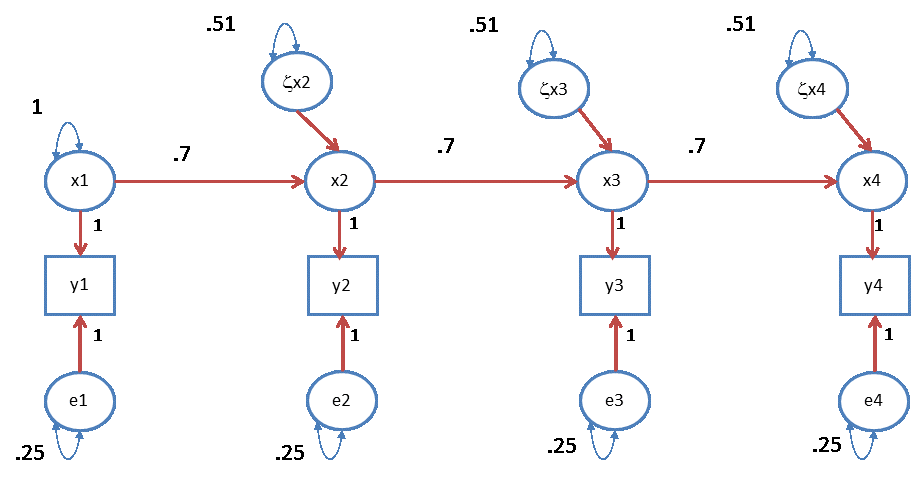 .51 .51 .51
ζx2 ζx3 ζx4
1
.7 .7 .7
x1 x2 x3 x4
1 1 1 1
y1 y2 y3 y4
1 1 1 1
e1 e2 e3 e4
.25 .25 .25 .25